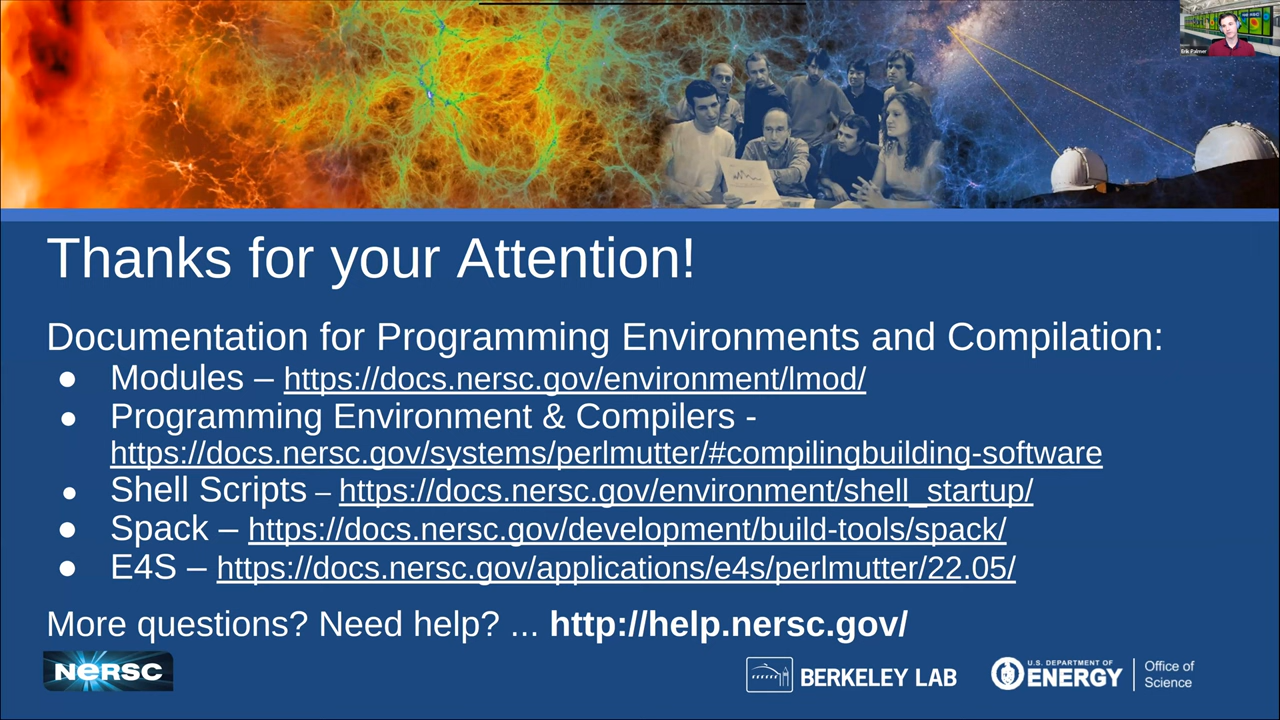 Erik Palmer
Thanks for your Attention!
Documentation for Programming Environments and Compilation:
● Modules – https://docs.nersc.gov/environment/lmod/
● Programming Environment & Compilers -
https://docs.nersc.gov/systems/perlmutter/#compilingbuilding-software
● Shell Scripts – https://docs.nersc.gov/environment/shell_startup/
● Spack – https://docs.nersc.gov/development/build-tools/spack/
● E4S – https://docs.nersc.gov/applications/e4s/perlmutter/22.05/
More questions? Need help? ... http://help.nersc.gov/
NERSC
BERKELEY LAB
U.S. DEPARTMENT OF
ENERGY
Office of
Science